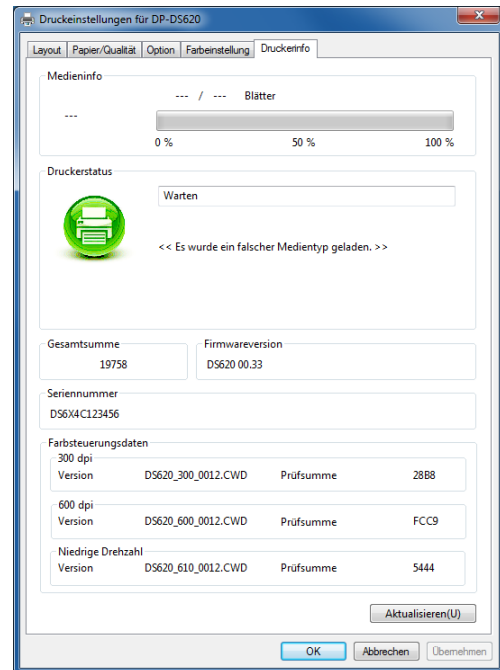 Druckeinstellungen für DP-DS620
Layout Papier/Qualität Option Farbeinstellung Druckerinfo
Medieninfo
--- / --- Blätter
---
0 % 50 % 100 %
Druckerstatus
Warten
<< Es wurde ein falscher Medientyp geladen. >>
Gesamtsumme Firmwareversion
19758 DS620 00.33
Seriennummer
DS6X4C123456
Farbsteuerungsdaten
300 dpi
Version DS620_300_0012.CWD Prüfsumme 28B8
600 dpi
Version DS620_600_0012.CWD Prüfsumme FCC9
Niedrige Drehzahl
Version DS620_610_0012.CWD Prüfsumme 5444
Aktualisieren(U)
OK Abbrechen Übernehmen